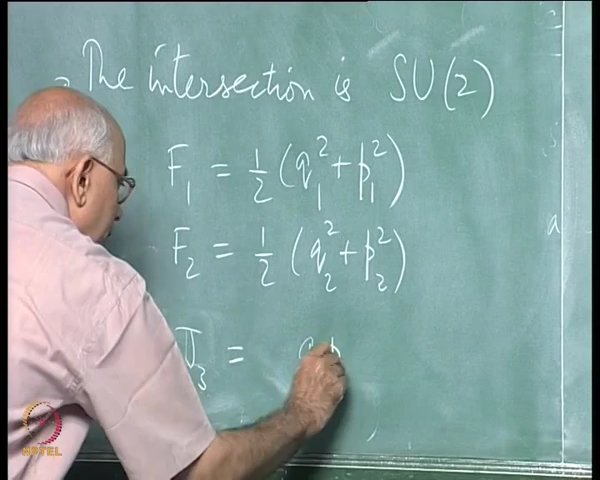 The intersection is SU(2)
F₁ = 1/2 (q₁² + p₁²)
F₂ = 1/2 (q₂² + p₂²)
J₃ =
NPTEL